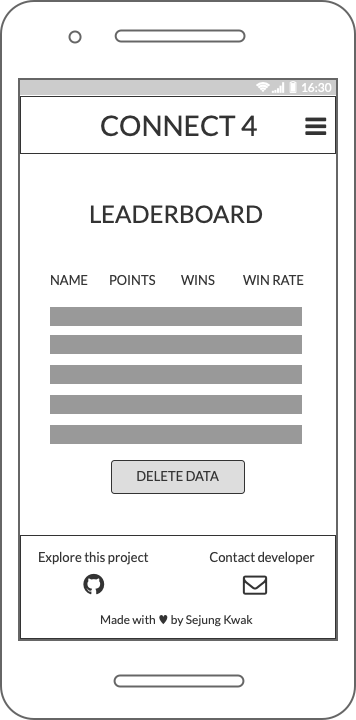 16:30
CONNECT 4
LEADERBOARD
NAME POINTS WINS WIN RATE
DELETE DATA
Explore this project Contact developer
Made with ♥ by Sejung Kwak